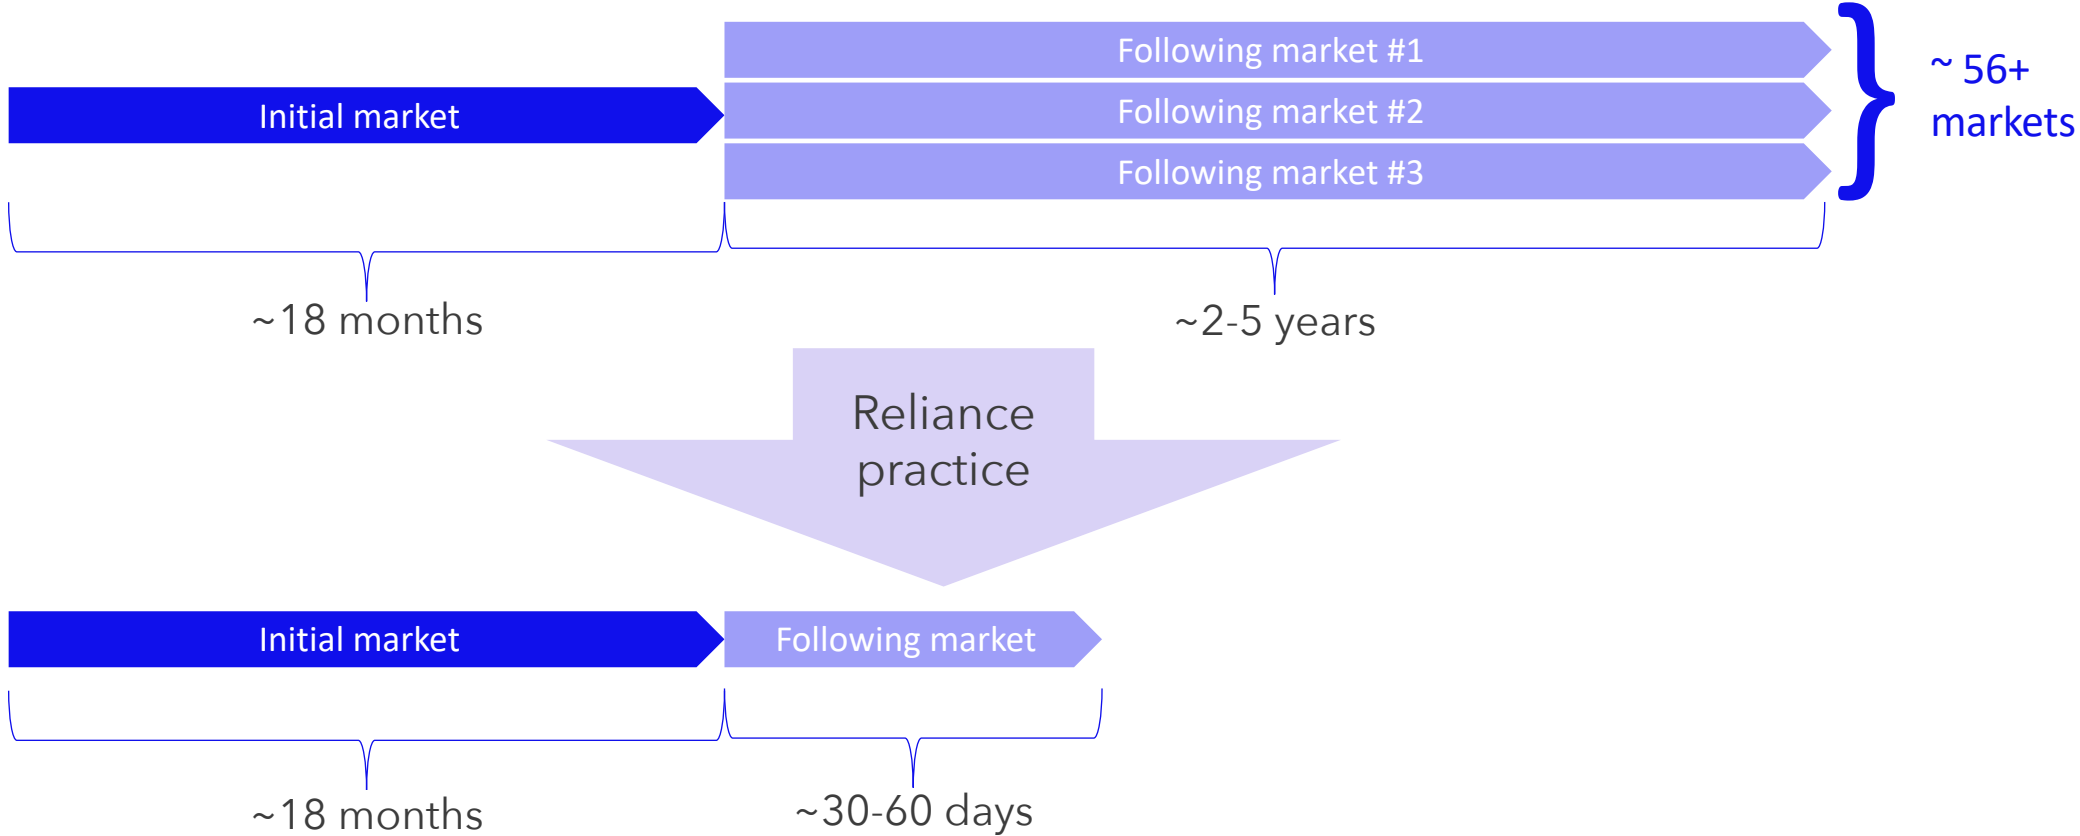 Following market #1
~ 56+
markets
Initial market
Following market #2
Following market #3
~18 months
~2-5 years
Reliance
practice
Initial market
Following market
~18 months
~30-60 days